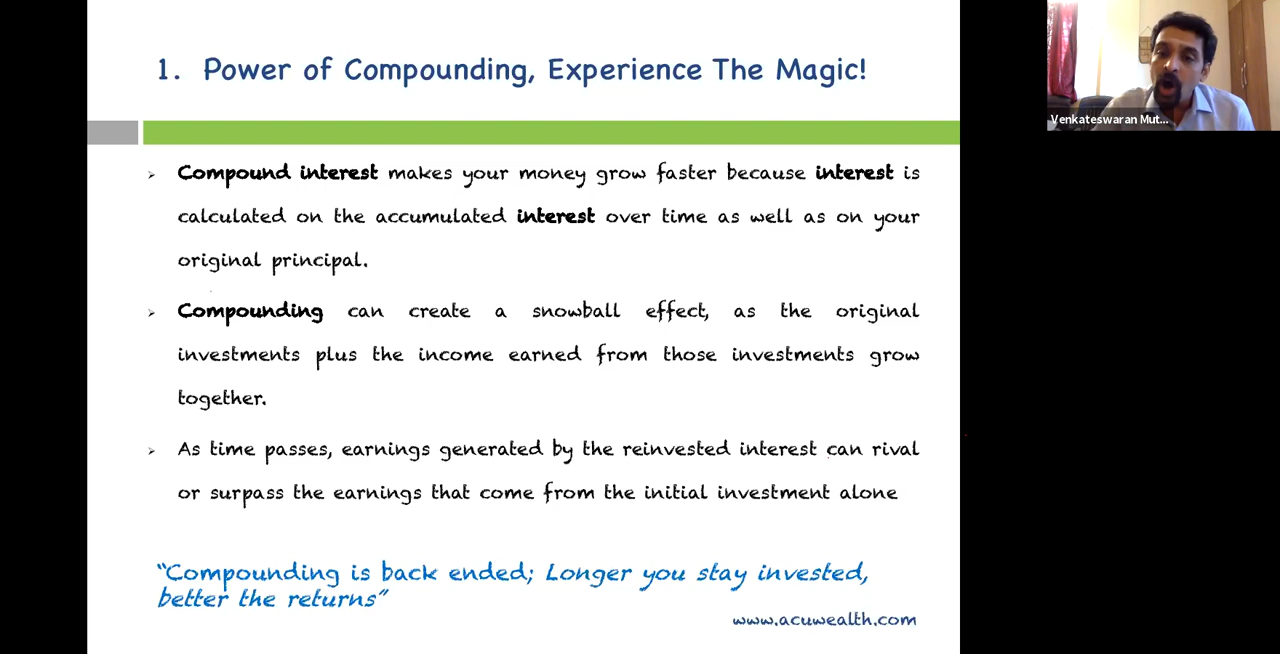 1. Power of Compounding, Experience The Magic!
Compound interest makes your money grow faster because interest is
calculated on the accumulated interest over time as well as on your
original principal.
Compounding can create a snowball effect, as the original
investments plus the income earned from those investments grow
together.
As time passes, earnings generated by the reinvested interest can rival
or surpass the earnings that come from the initial investment alone
"Compounding is back ended; Longer you stay invested,
better the returns"
www.acuwealth.com
Venkateswaran Mut...